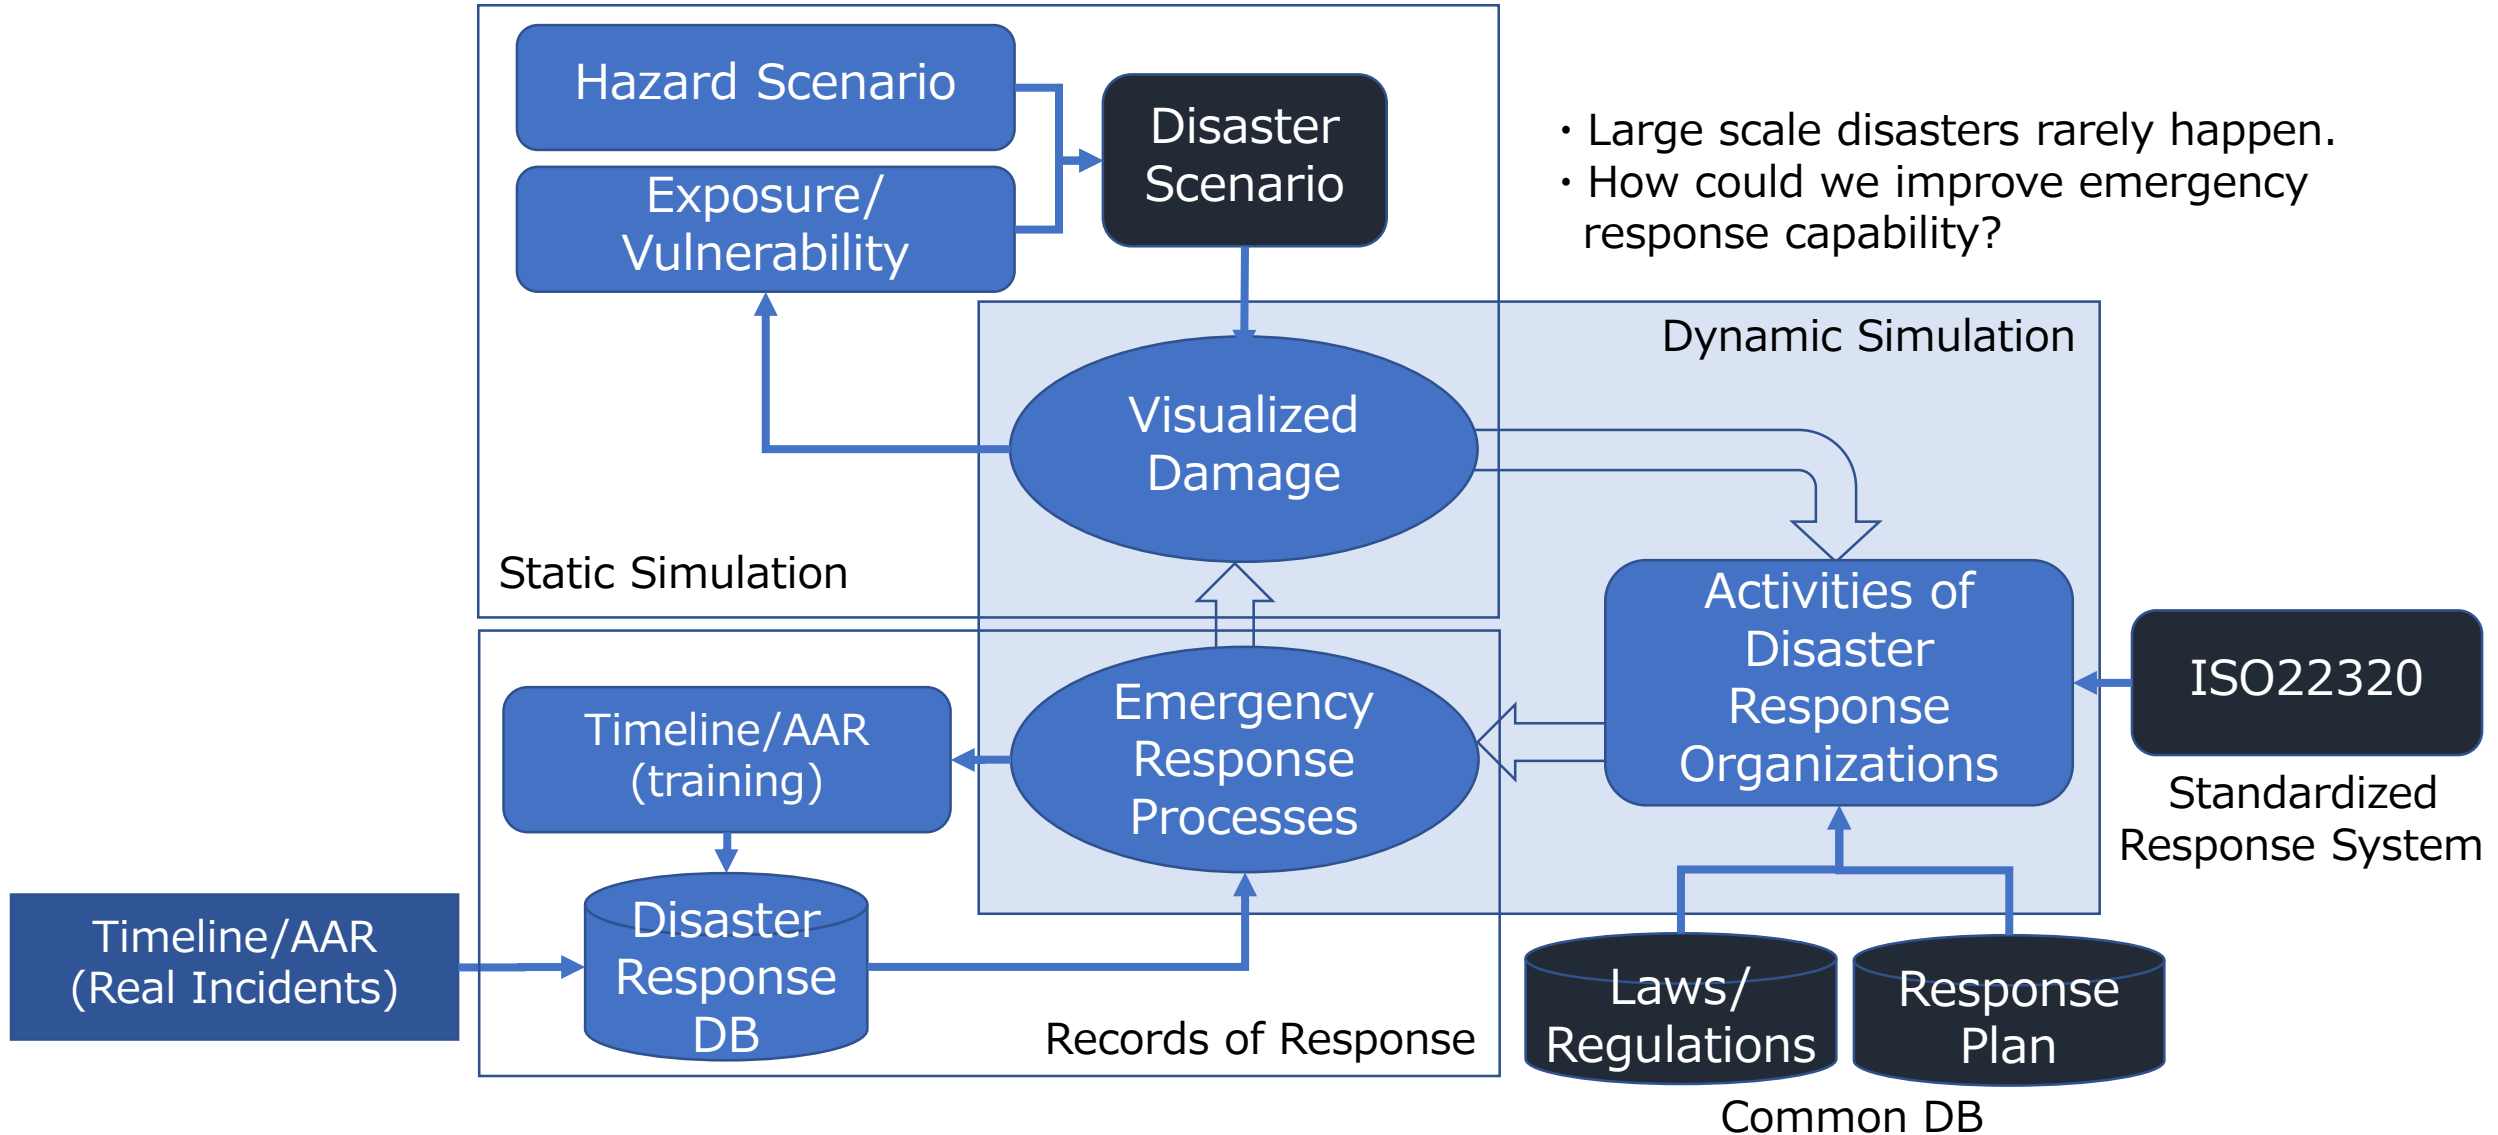 Hazard Scenario
Exposure/
Vulnerability
Disaster
Scenario
・Large scale disasters rarely happen.
・How could we improve emergency
response capability?
Dynamic Simulation
Visualized
Damage
Static Simulation
Activities of
Disaster
Response
Organizations
ISO22320
Standardized
Response System
Emergency
Response
Processes
Timeline/AAR
(training)
Timeline/AAR
(Real Incidents)
Disaster
Response
DB
Records of Response
Laws/
Regulations
Response
Plan
Common DB